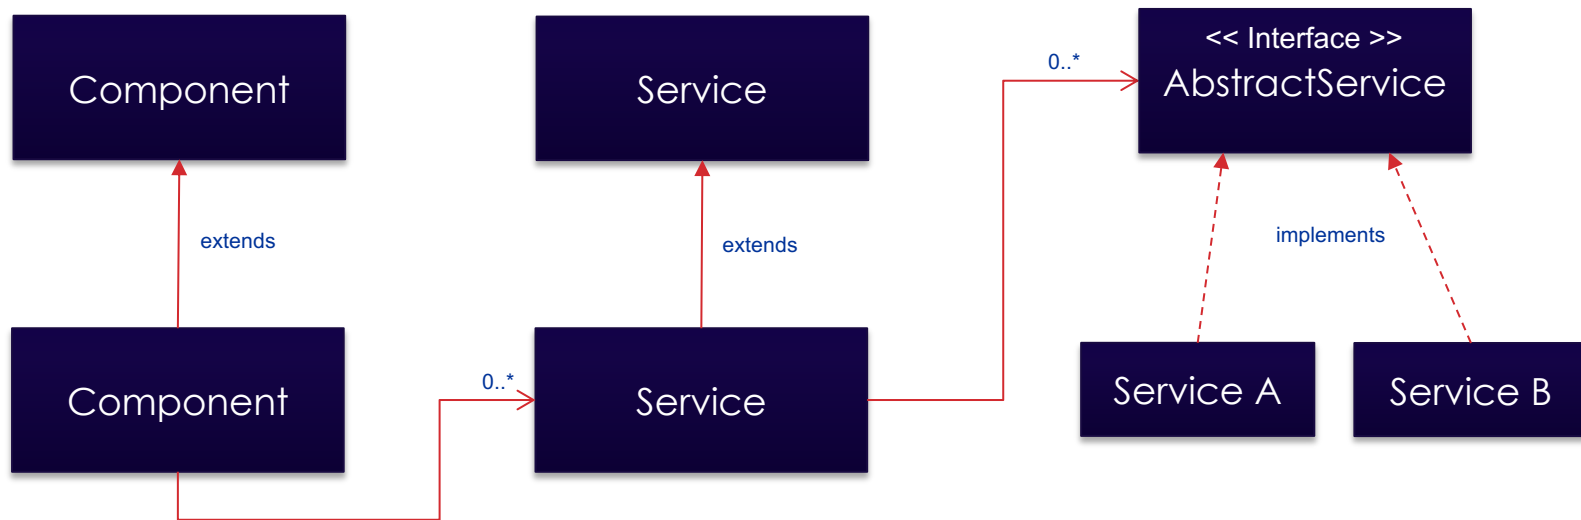 Component
Service
<< Interface >>
AbstractService
0..*
extends
extends
implements
Component
0..*
Service
Service A
Service B